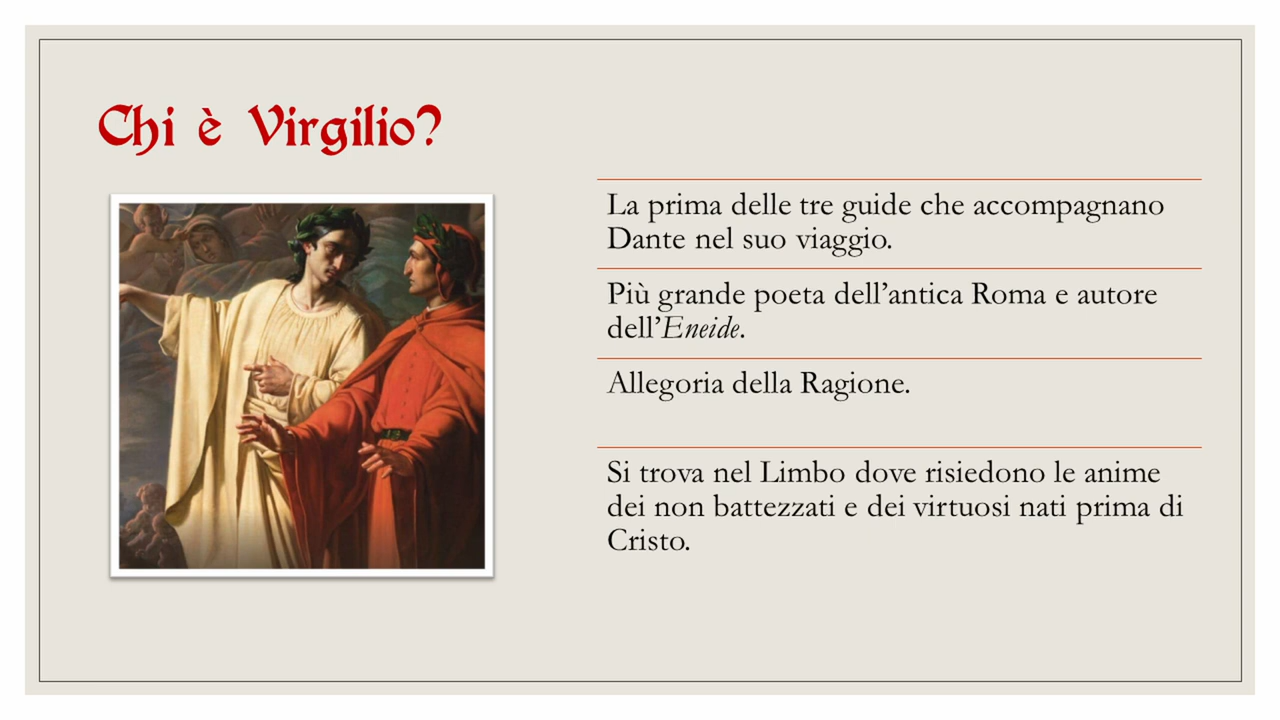 Chi è Virgilio?
La prima delle tre guide che accompagnano
Dante nel suo viaggio.
Più grande poeta dell’antica Roma e autore
dell’Eneide.
Allegoria della Ragione.
Si trova nel Limbo dove risiedono le anime
dei non battezzati e dei virtuosi nati prima di
Cristo.